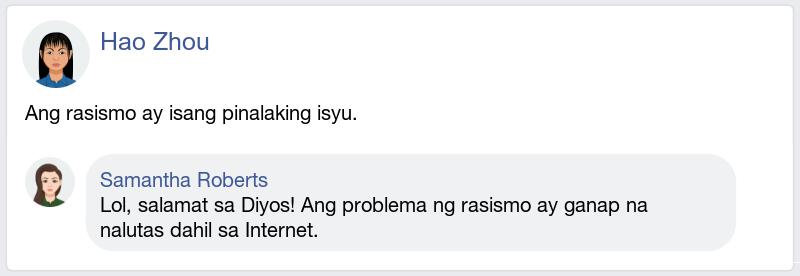 Hao Zhou
Ang rasismo ay isang pinalaking isyu.
Samantha Roberts
Lol, salamat sa Diyos! Ang problema ng rasismo ay ganap na
nalutas dahil sa Internet.